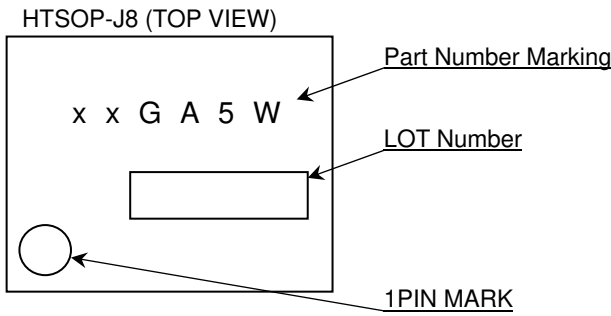 HTSOP-J8 (TOP VIEW)
Part Number Marking
x x G A 5 W
LOT Number
1PIN MARK